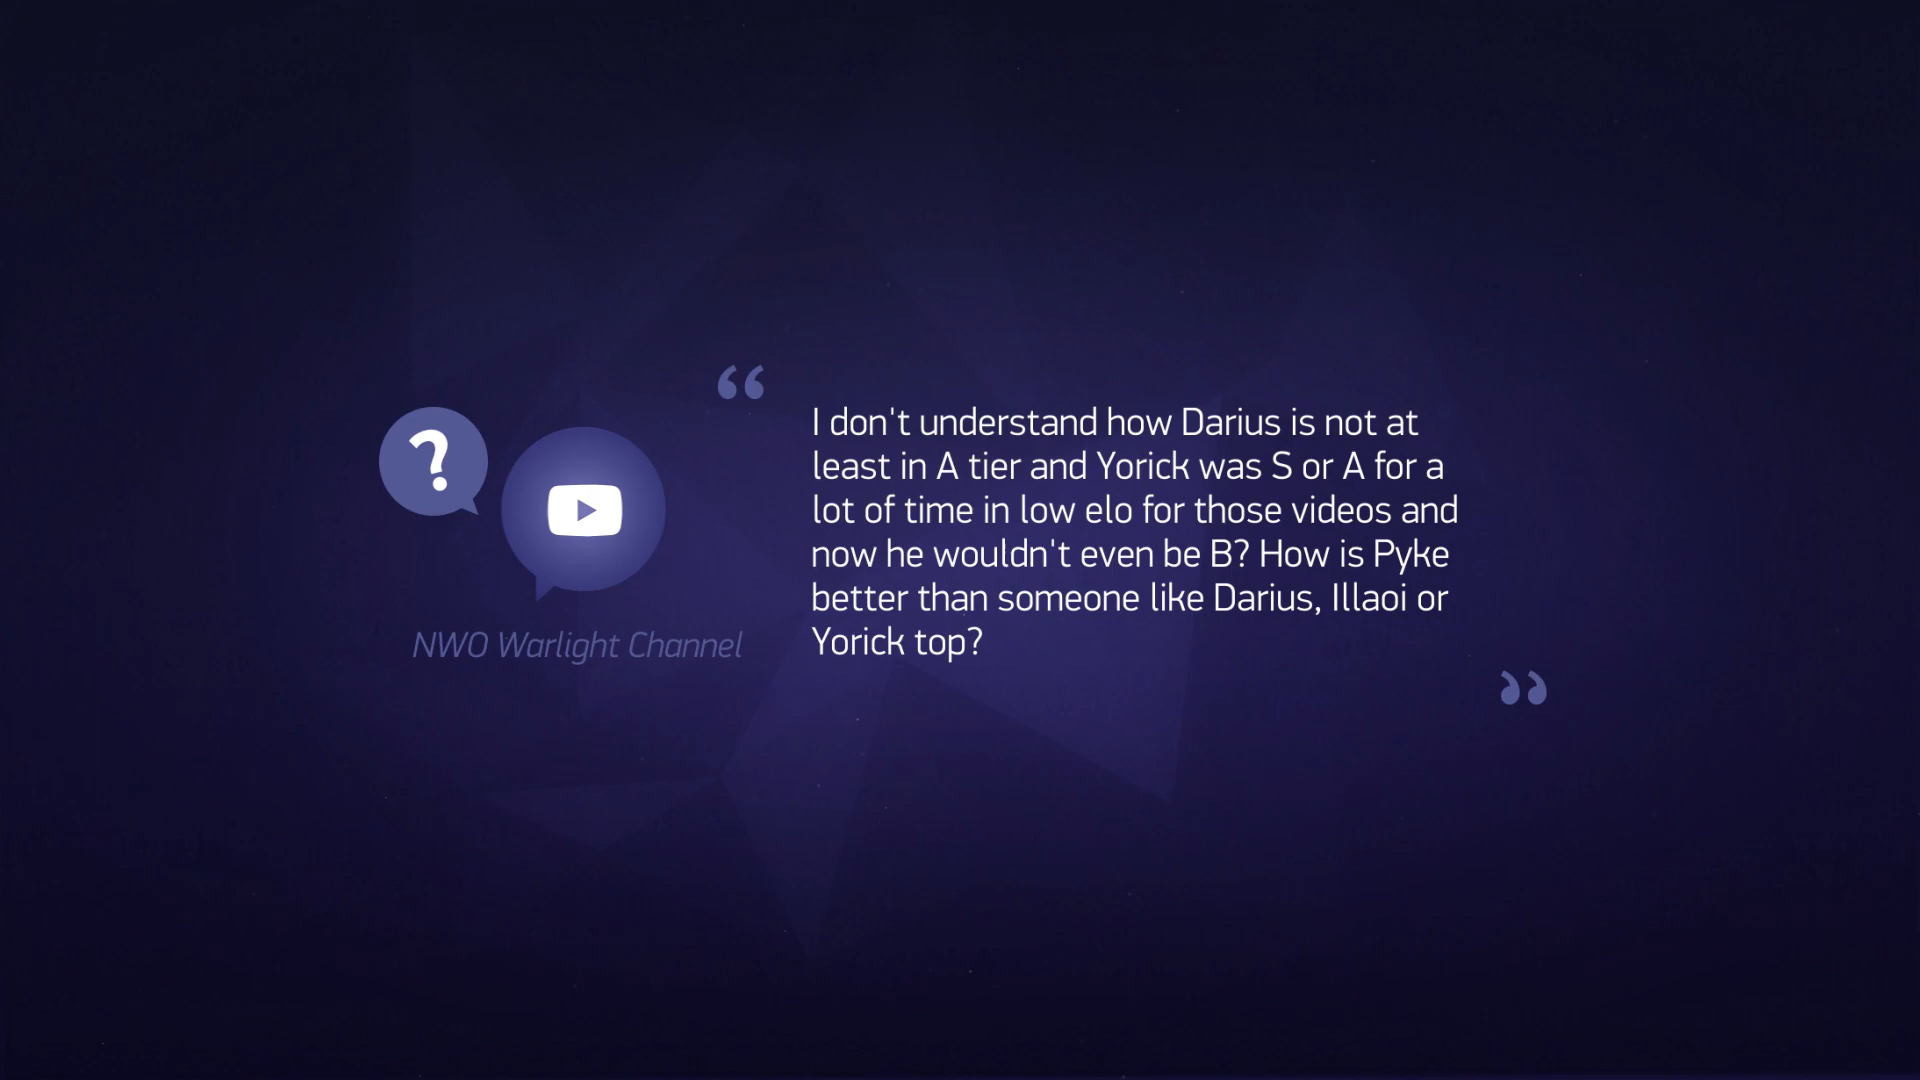 “
I don't understand how Darius is not at
least in A tier and Yorick was S or A for a
lot of time in low elo for those videos and
now he wouldn't even be B? How is Pyke
better than someone like Darius, Illaoi or
Yorick top?
”
?
NWO Warlight Channel